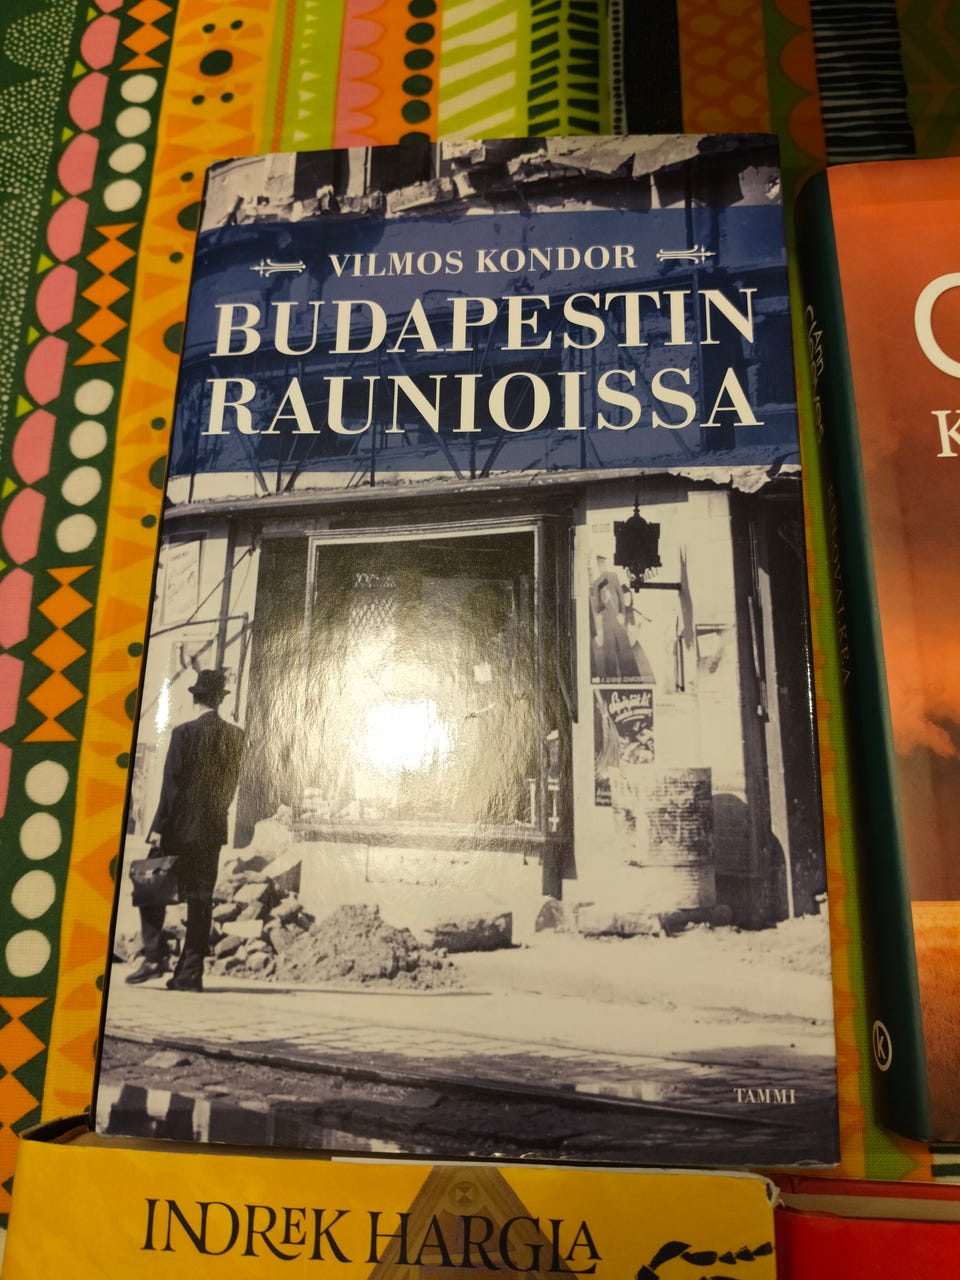 VILMOS KONDOR
BUDAPESTIN
RAUNIOISSA
TAMMI
INDREK HARGLA
K
k